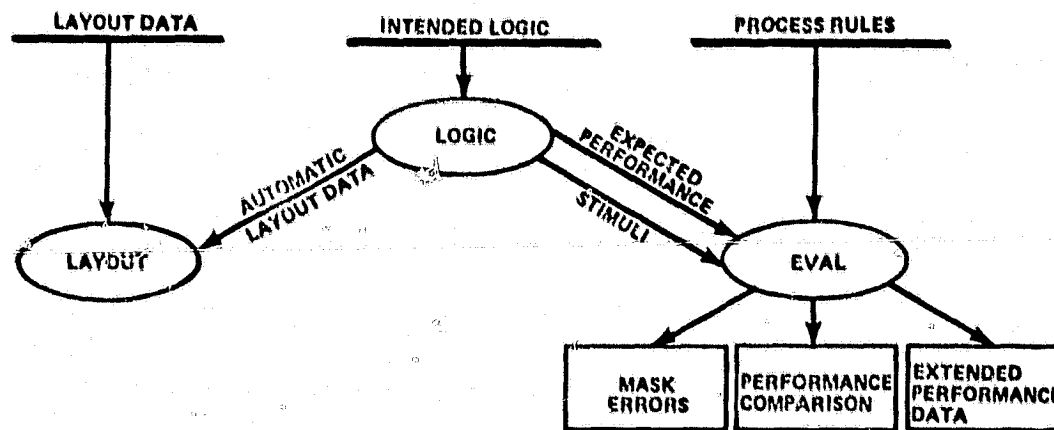 LAYOUT DATA
INTENDED LOGIC
PROCESS RULES
LOGIC
AUTOMATIC
LAYOUT DATA
EXPECTED
PERFORMANCE
STIMULI
LAYOUT
EVAL
MASK
ERRORS
PERFORMANCE
COMPARISON
EXTENDED
PERFORMANCE
DATA